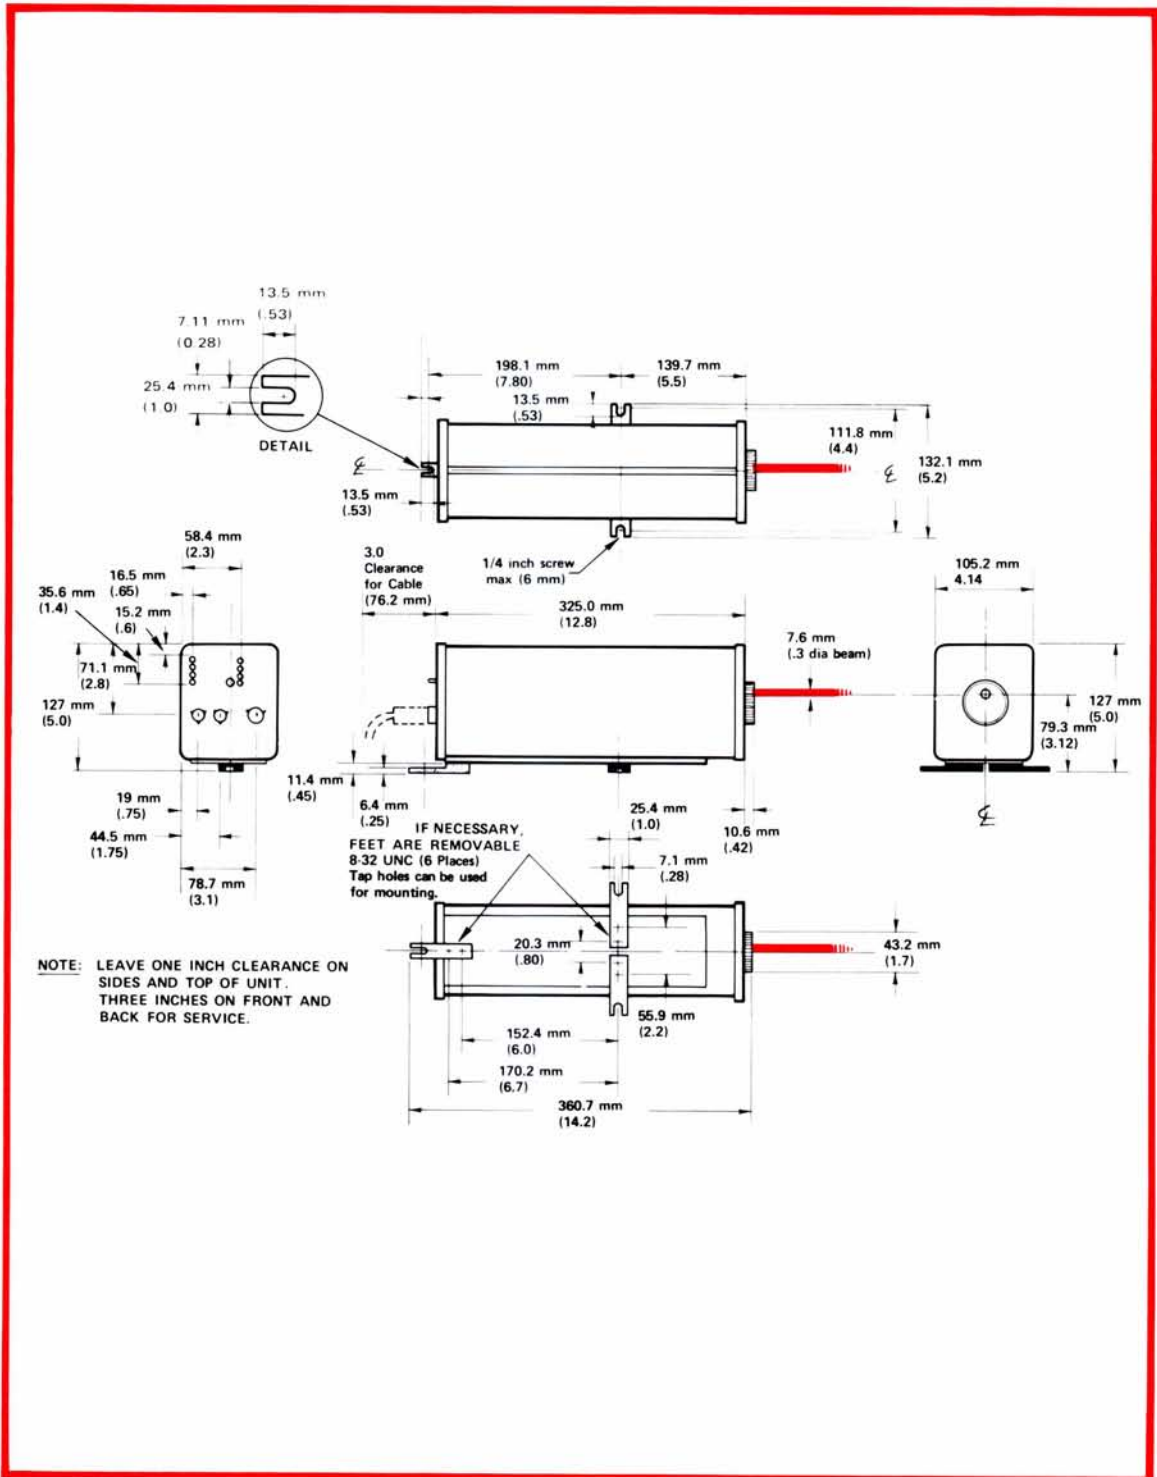 13.5 mm
(.53)
7.11 mm
(0.28)
25.4 mm
(1.0)
DETAIL
198.1 mm
(7.80)
139.7 mm
(5.5)
13.5 mm
(.53)
111.8 mm
(4.4)
132.1 mm
(5.2)
℄
℄
13.5 mm
(.53)
1/4 inch screw
max (6 mm)
58.4 mm
(2.3)
16.5 mm
(.65)
35.6 mm
(1.4)
15.2 mm
(.6)
71.1 mm
(2.8)
127 mm
(5.0)
19 mm
(.75)
44.5 mm
(1.75)
78.7 mm
(3.1)
3.0
Clearance
for Cable
(76.2 mm)
325.0 mm
(12.8)
7.6 mm
(.3 dia beam)
11.4 mm
(.45)
6.4 mm
(.25)
25.4 mm
(1.0)
10.6 mm
(.42)
105.2 mm
4.14
127 mm
(5.0)
79.3 mm
(3.12)
℄
IF NECESSARY,
FEET ARE REMOVABLE
8-32 UNC (6 Places)
Tap holes can be used
for mounting.
7.1 mm
(.28)
20.3 mm
(.80)
43.2 mm
(1.7)
55.9 mm
(2.2)
152.4 mm
(6.0)
170.2 mm
(6.7)
360.7 mm
(14.2)
NOTE: LEAVE ONE INCH CLEARANCE ON
SIDES AND TOP OF UNIT.
THREE INCHES ON FRONT AND
BACK FOR SERVICE.